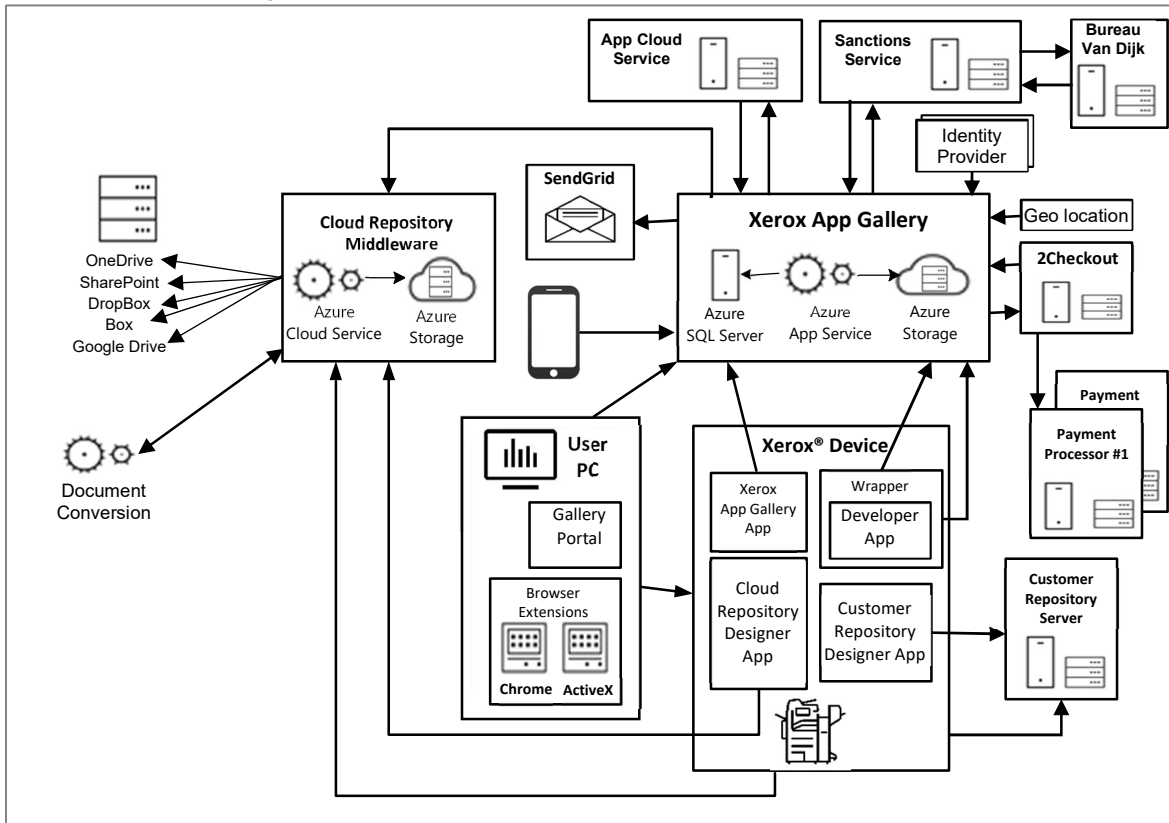 App Cloud
Service
Sanctions
Service
Bureau
Van Dijk
Identity
Provider
SendGrid
Cloud Repository
Middleware
Azure
Cloud Service
Azure
Storage
Xerox App Gallery
Azure
SQL Server
Azure
App Service
Azure
Storage
Geo location
2Checkout
OneDrive
SharePoint
DropBox
Box
Google Drive
Document
Conversion
Payment
Payment
Processor #1
User
PC
Gallery
Portal
Browser
Extensions
Chrome
ActiveX
Xerox® Device
Xerox
App Gallery
App
Wrapper
Developer
App
Cloud
Repository
Designer
App
Customer
Repository
Designer App
Customer
Repository
Server